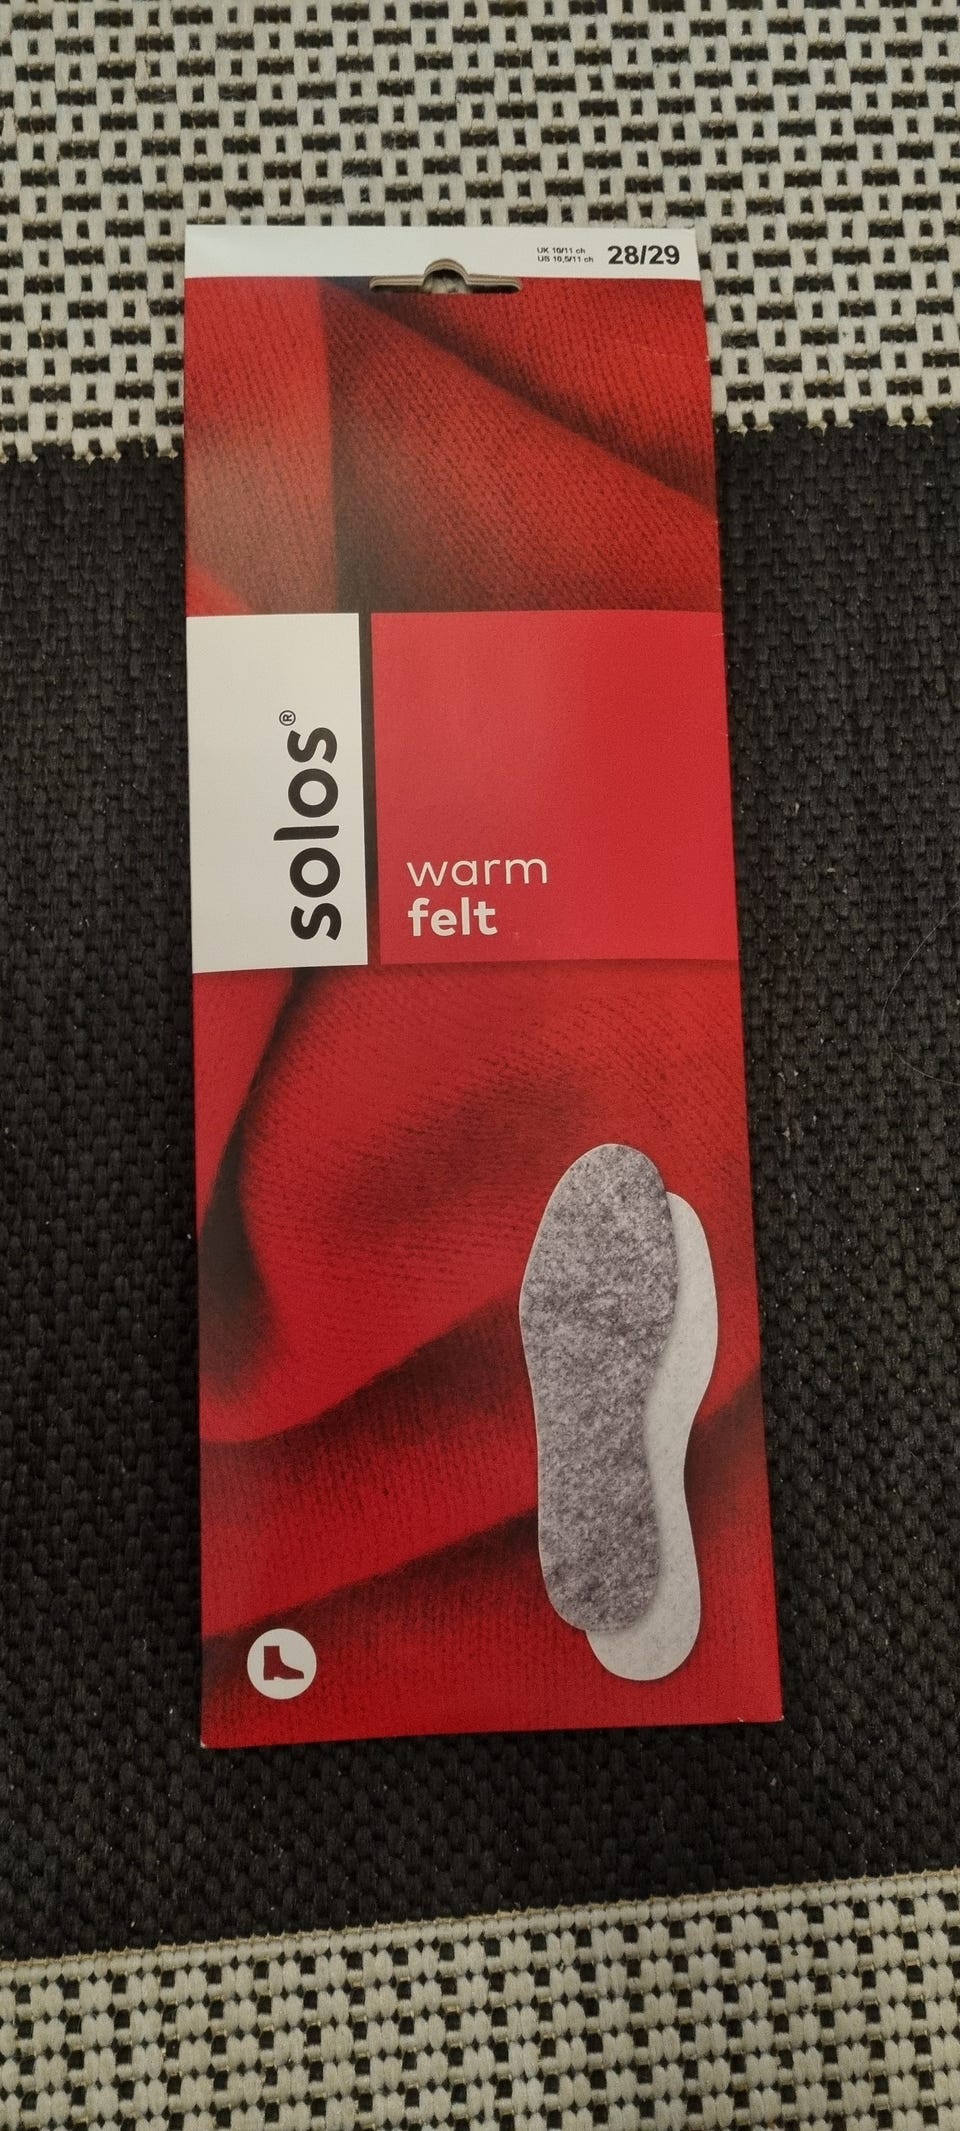 UK 10/11 ch
US 10,5/11 ch
28/29
solos®
warm
felt